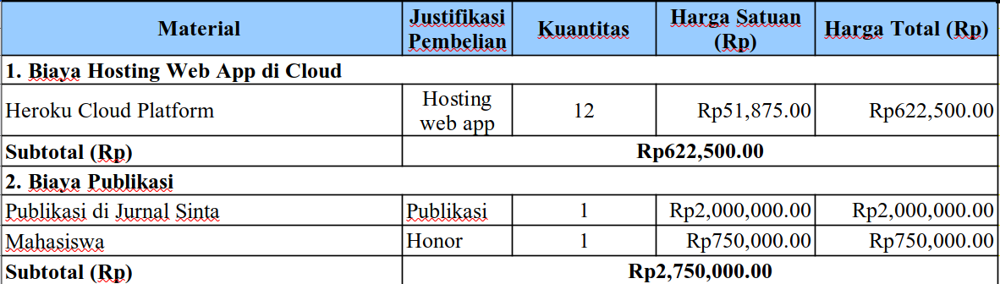 Material Justifikasi Pembelian Kuantitas Harga Satuan (Rp) Harga Total (Rp)
1. Biaya Hosting Web App di Cloud
Heroku Cloud Platform Hosting web app 12 Rp51,875.00 Rp622,500.00
Subtotal (Rp) Rp622,500.00
2. Biaya Publikasi
Publikasi di Jurnal Sinta Publikasi 1 Rp2,000,000.00 Rp2,000,000.00
Mahasiswa Honor 1 Rp750,000.00 Rp750,000.00
Subtotal (Rp) Rp2,750,000.00